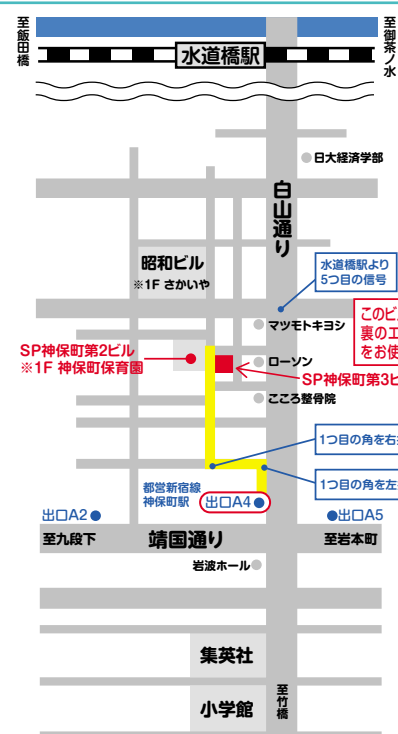 至飯田橋
至御茶ノ水
水道橋駅
日大経済学部
白山通り
昭和ビル
※1F さかいや
水道橋駅より
5つ目の信号
マツモトキヨシ
このビ
裏のエ
をお使
SP神保町第2ビル
※1F 神保町保育園
ローソン
SP神保町第3ビ
こころ整骨院
1つ目の角を右
1つ目の角を左
都営新宿線
神保町駅
出口A4
出口A2
出口A5
至九段下
靖国通り
至岩本町
岩波ホール
集英社
小学館
至竹橋